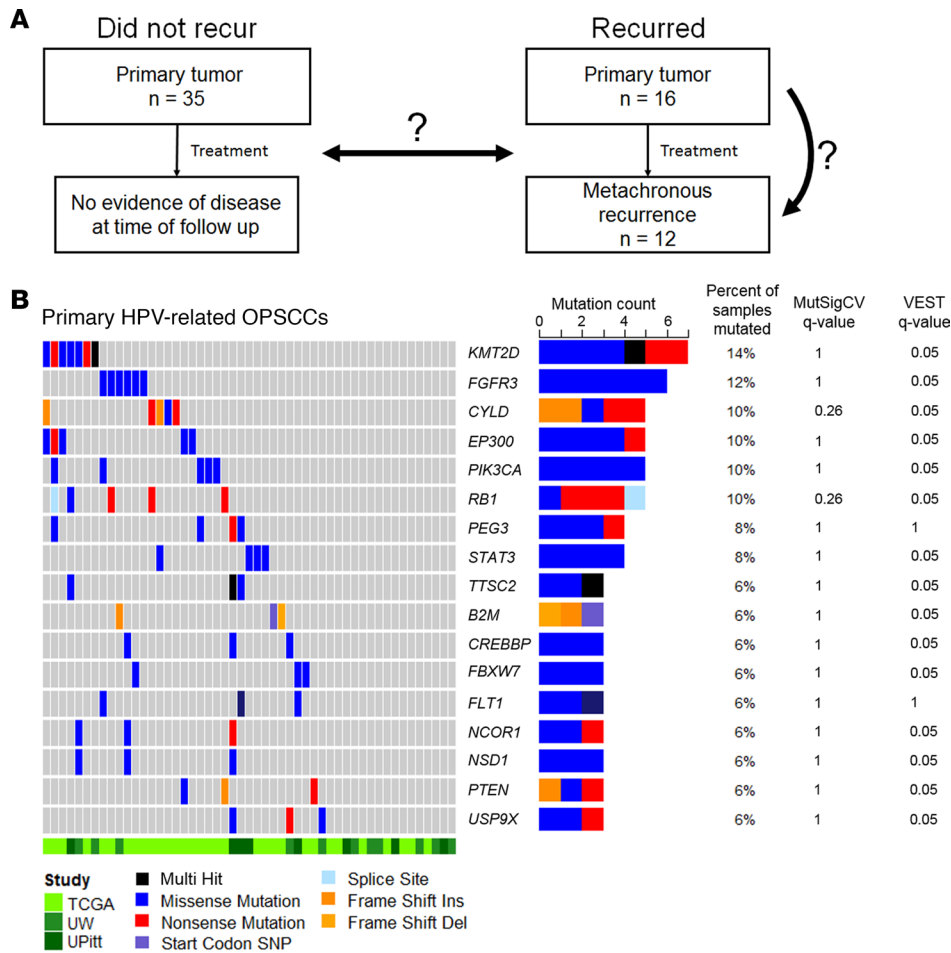 A
Did not recur
Recurred
Primary tumor
n = 35
Primary tumor
n = 16
?
?
Treatment
Treatment
No evidence of disease
at time of follow up
Metachronous
recurrence
n = 12
B
Primary HPV-related OPSCCs
Mutation count
0 2 4 6
Percent of
samples
mutated
MutSigCV
q-value
VEST
q-value
KMT2D 14% 1 0.05
FGFR3 12% 1 0.05
CYLD 10% 0.26 0.05
EP300 10% 1 0.05
PIK3CA 10% 1 0.05
RB1 10% 0.26 0.05
PEG3 8% 1 1
STAT3 8% 1 0.05
TTSC2 6% 1 0.05
B2M 6% 1 0.05
CREBBP 6% 1 0.05
FBXW7 6% 1 0.05
FLT1 6% 1 1
NCOR1 6% 1 0.05
NSD1 6% 1 0.05
PTEN 6% 1 0.05
USP9X 6% 1 0.05
Study
TCGA
UW
UPitt
Multi Hit
Missense Mutation
Nonsense Mutation
Start Codon SNP
Splice Site
Frame Shift Ins
Frame Shift Del